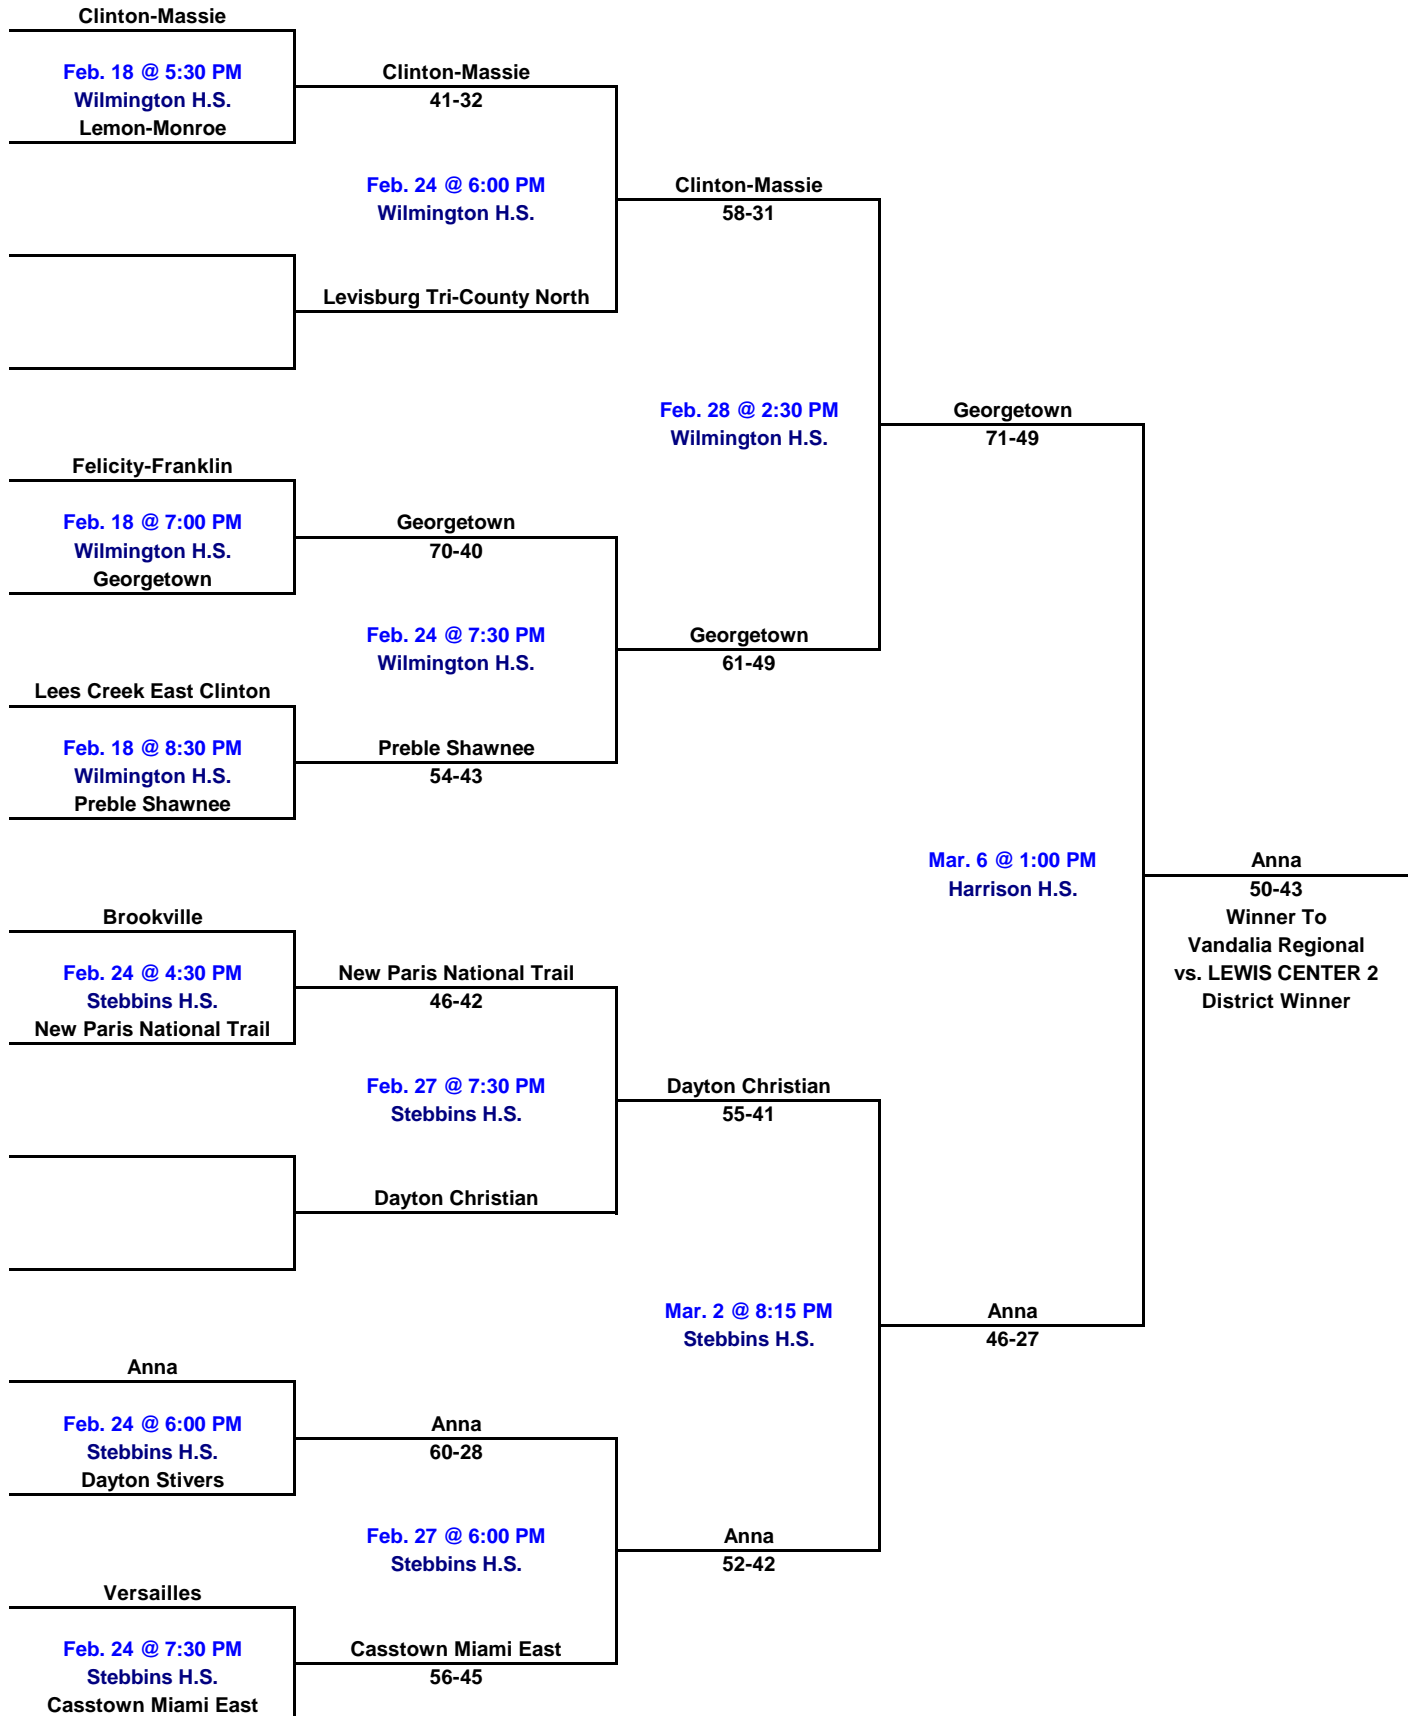 Clinton-Massie
Feb. 18 @ 5:30 PM
Wilmington H.S.
Lemon-Monroe
Clinton-Massie
41-32
Feb. 24 @ 6:00 PM
Wilmington H.S.
Levisburg Tri-County North
Clinton-Massie
58-31
Feb. 28 @ 2:30 PM
Wilmington H.S.
Felicity-Franklin
Feb. 18 @ 7:00 PM
Wilmington H.S.
Georgetown
Georgetown
70-40
Feb. 24 @ 7:30 PM
Wilmington H.S.
Lees Creek East Clinton
Feb. 18 @ 8:30 PM
Wilmington H.S.
Preble Shawnee
Preble Shawnee
54-43
Georgetown
61-49
Georgetown
71-49
Mar. 6 @ 1:00 PM
Harrison H.S.
Anna
50-43
Winner To
Vandalia Regional
vs. LEWIS CENTER 2
District Winner
Brookville
Feb. 24 @ 4:30 PM
Stebbins H.S.
New Paris National Trail
New Paris National Trail
46-42
Feb. 27 @ 7:30 PM
Stebbins H.S.
Dayton Christian
Dayton Christian
55-41
Mar. 2 @ 8:15 PM
Stebbins H.S.
Anna
46-27
Anna
Feb. 24 @ 6:00 PM
Stebbins H.S.
Dayton Stivers
Anna
60-28
Feb. 27 @ 6:00 PM
Stebbins H.S.
Anna
52-42
Versailles
Feb. 24 @ 7:30 PM
Stebbins H.S.
Casstown Miami East
Casstown Miami East
56-45